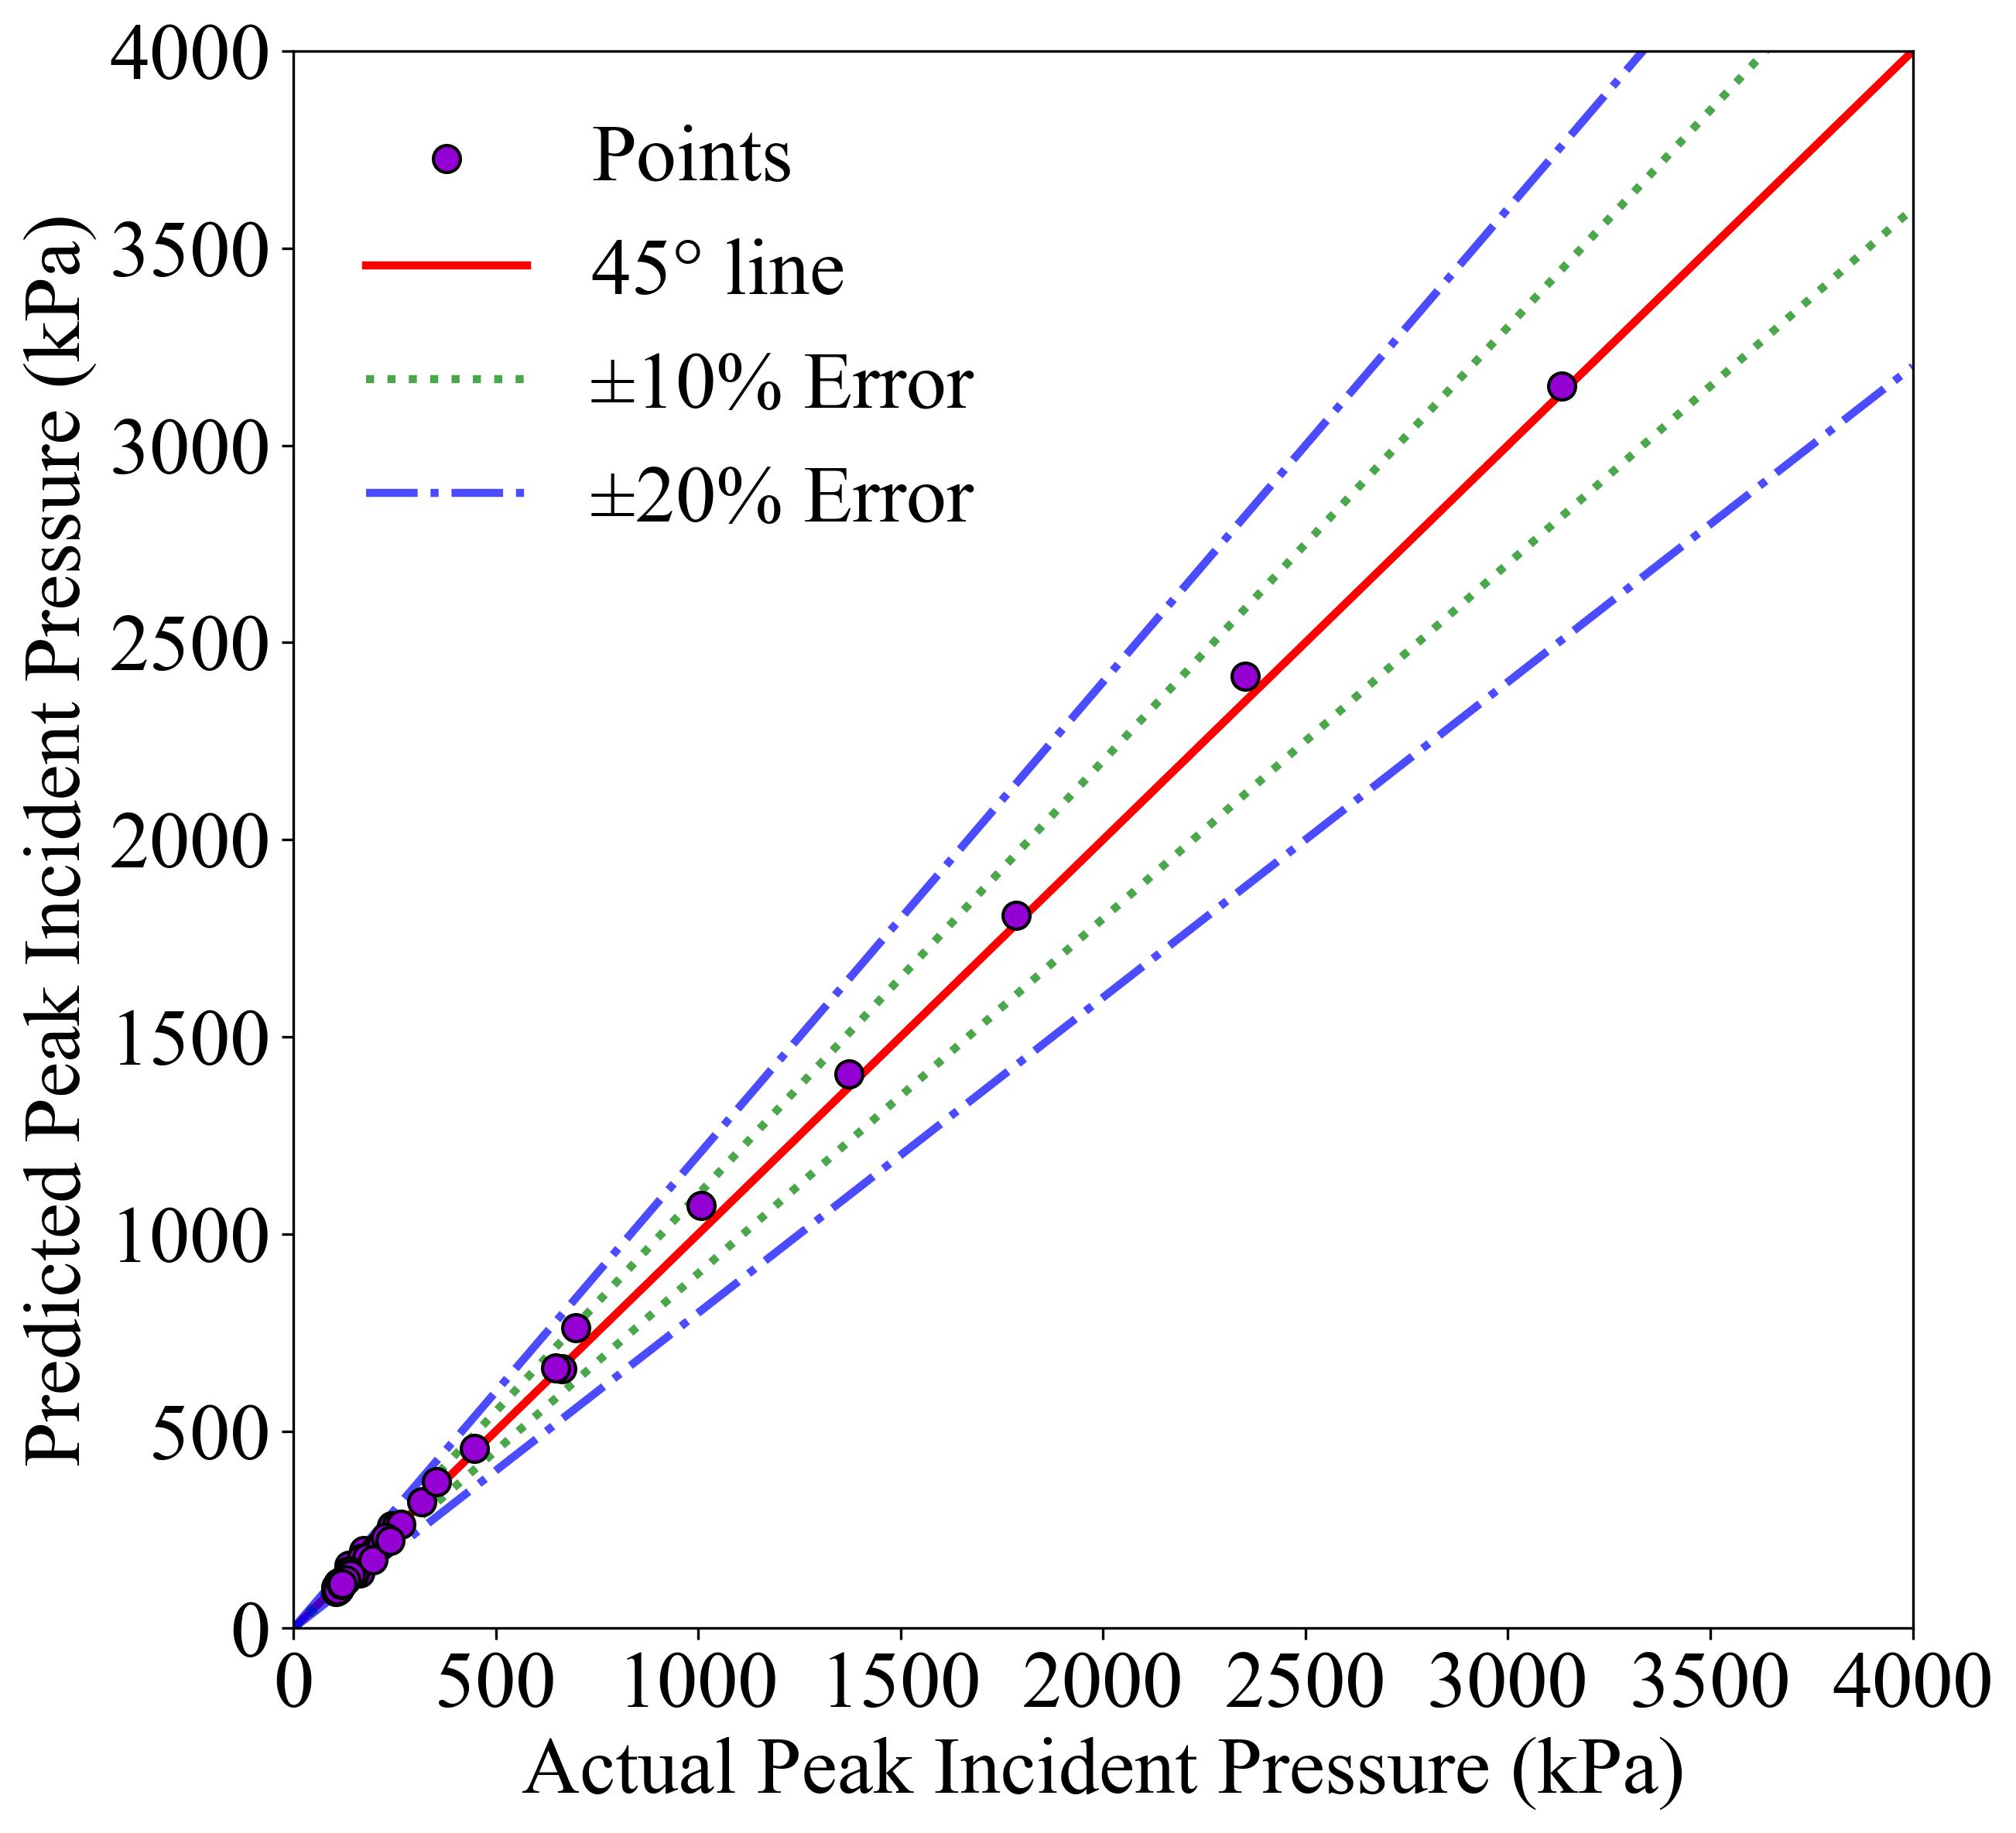 4000
3500
3000
2500
2000
1500
1000
500
0
Predicted Peak Incident Pressure (kPa)
Points
45° line
±10% Error
±20% Error
0 500 1000 1500 2000 2500 3000 3500 4000
Actual Peak Incident Pressure (kPa)